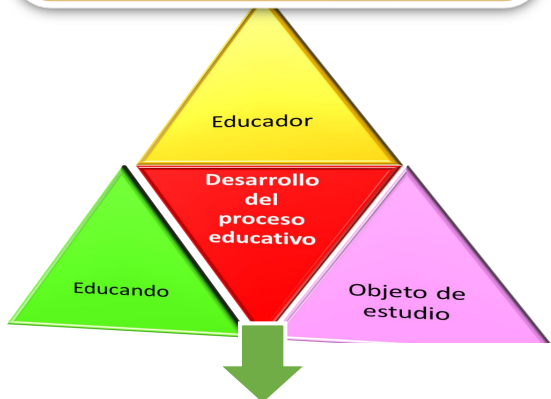 Educador
Desarrollo
del
proceso
educativo
Educando
Objeto de
estudio